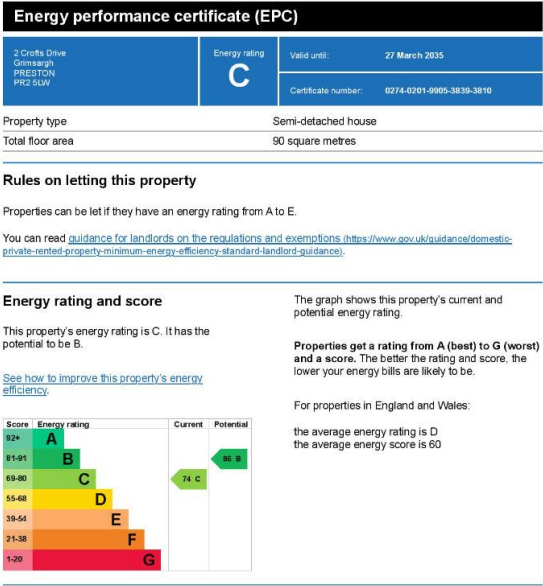 Energy performance certificate (EPC)
2 Crofts Drive
Grimsargh
PRESTON
PR2 5LW
Energy rating
C
Valid until:
27 March 2035
Certificate number:
0274-0201-9905-3839-3810
Property type
Semi-detached house
Total floor area
90 square metres
Rules on letting this property
Properties can be let if they have an energy rating from A to E.
You can read guidance for landlords on the regulations and exemptions (https://www.gov.uk/guidance/domestic-
private-rented-property-minimum-energy-efficiency-standard-landlord-guidance).
Energy rating and score
This property's energy rating is C. It has the
potential to be B.
See how to improve this property's energy
efficiency.
Score Energy rating Current Potential
92+ A
81-91 B 86 B
69-80 C 74 C
55-68 D
39-54 E
21-38 F
1-20 G
The graph shows this property's current and
potential energy rating.
Properties get a rating from A (best) to G (worst)
and a score. The better the rating and score, the
lower your energy bills are likely to be.
For properties in England and Wales:
the average energy rating is D
the average energy score is 60